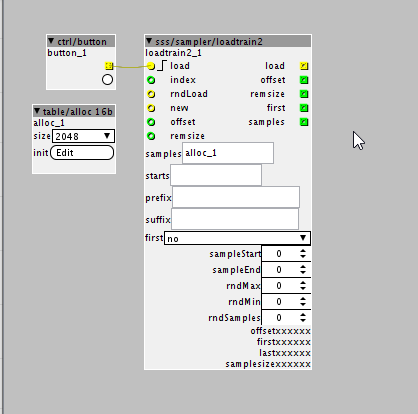 ctrl/button
button_1
table/alloc 16b
alloc_1
size 2048
init Edit
sss/sampler/loadtrain2
loadtrain2_1
load load
index offset
rndLoad remsize
new first
offset samples
remsize
samples alloc_1
starts
prefix
suffix
first no
sampleStart 0
sampleEnd 0
rndMax 0
rndMin 0
rndSamples 0
offsetxxxxxx
firstxxxxxx
lastxxxxxx
samplesizexxxxxx